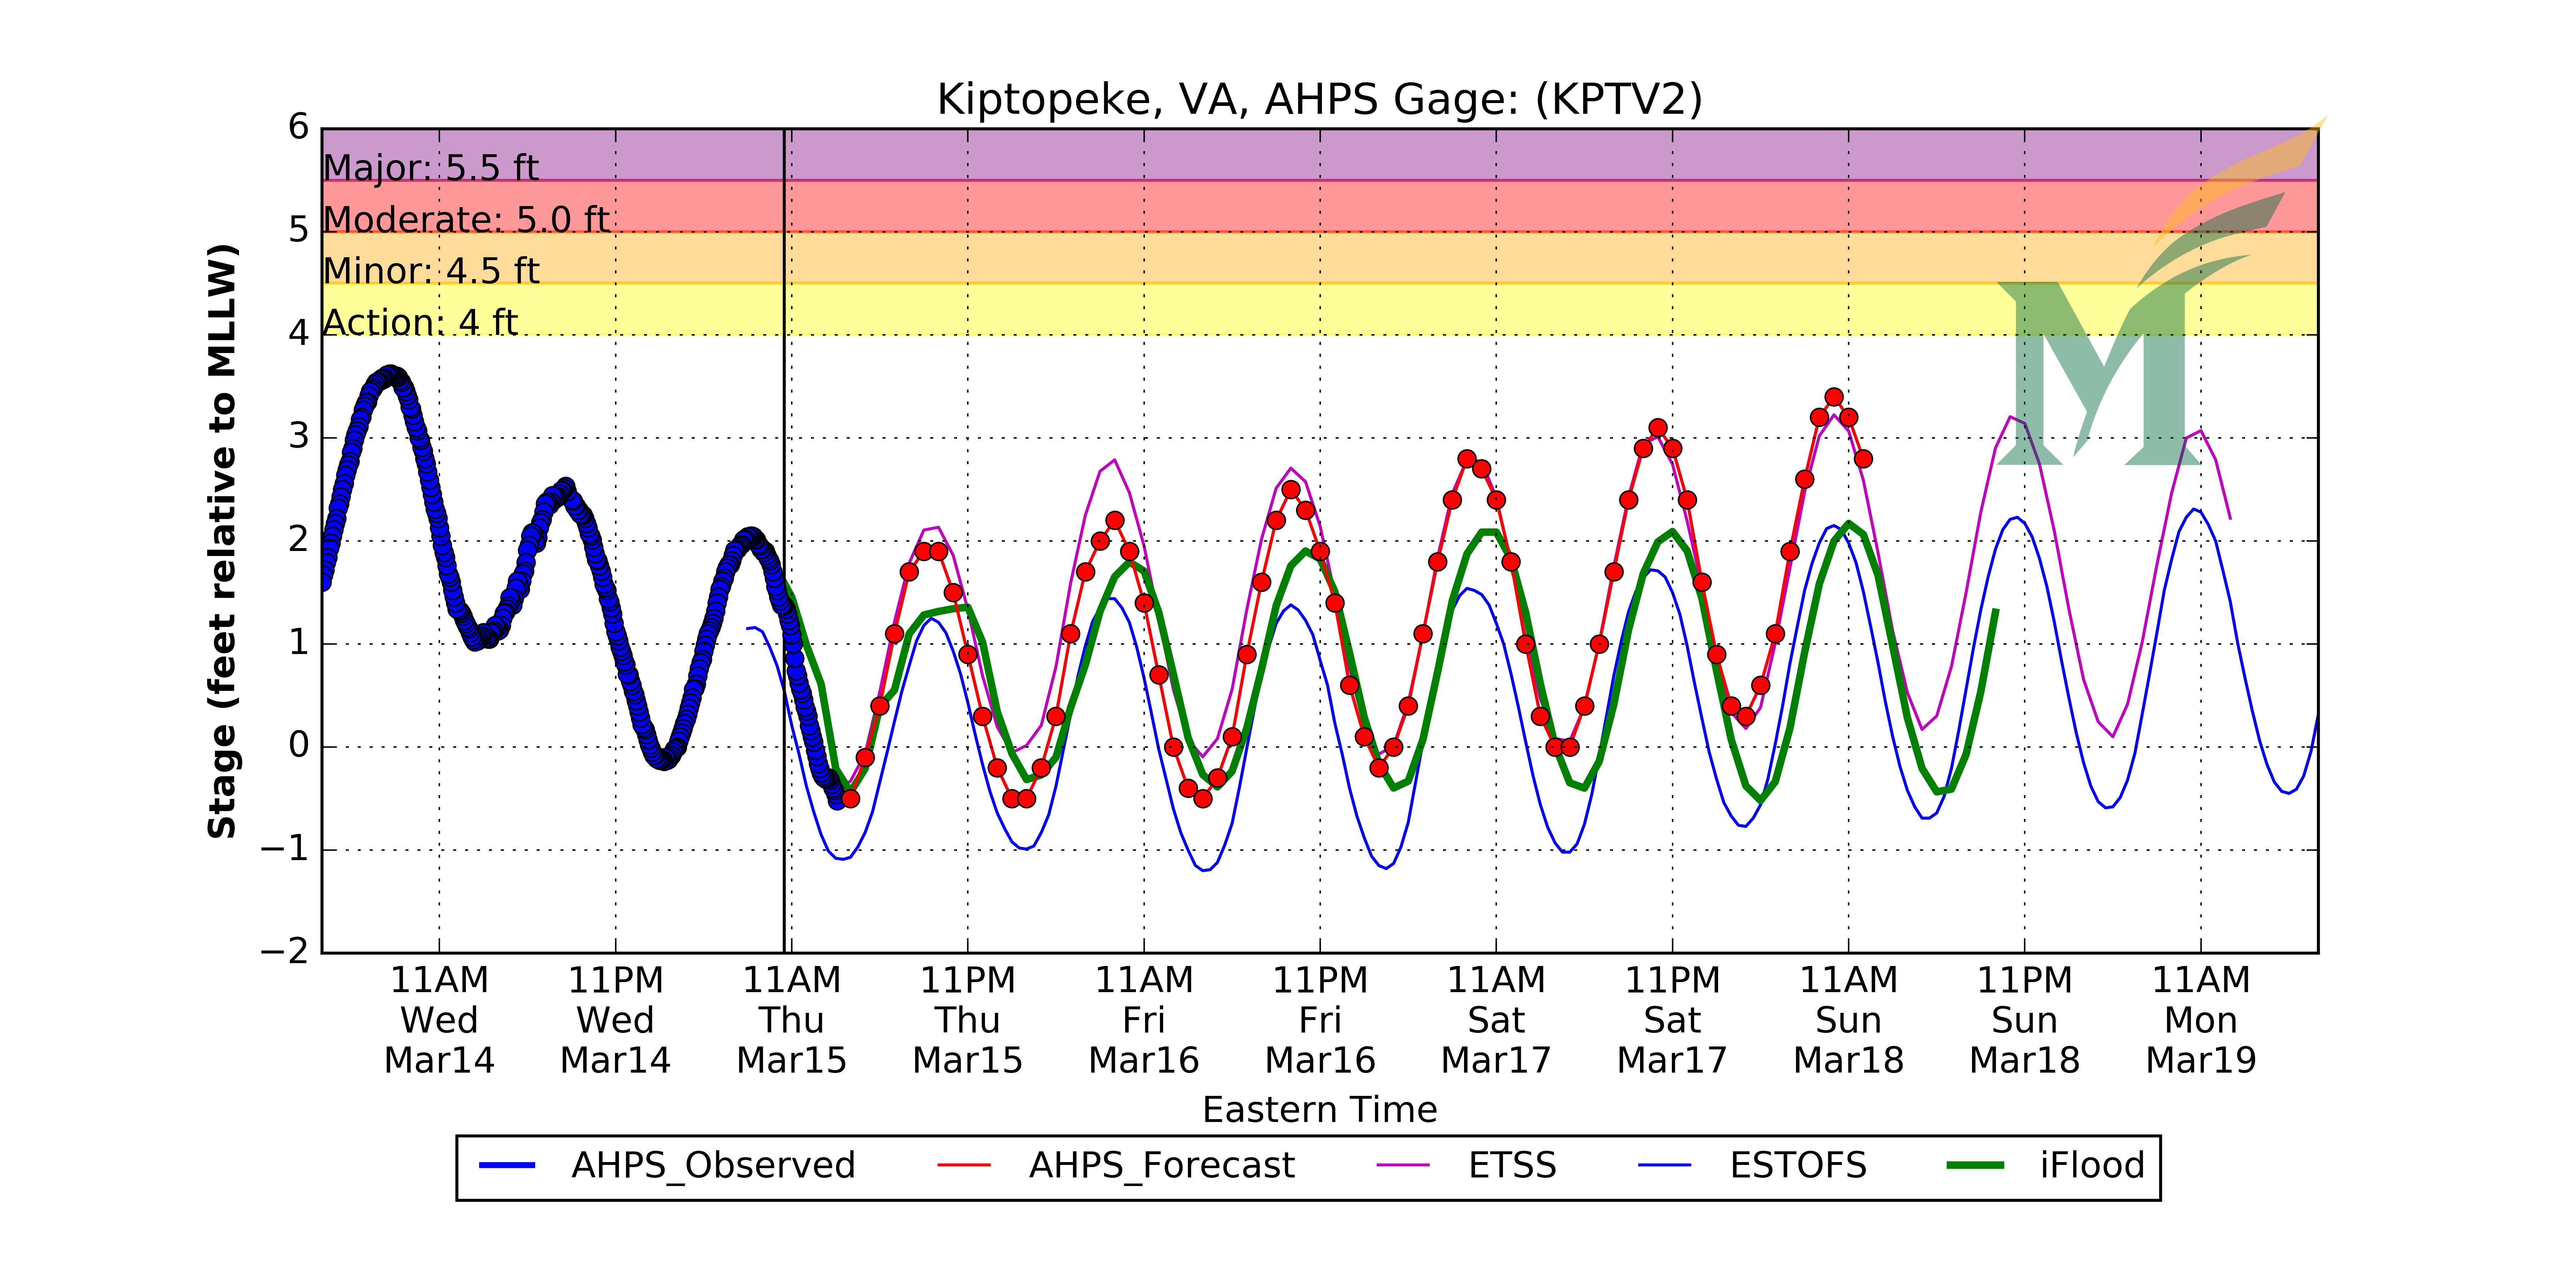 Kiptopeke, VA, AHPS Gage: (KPTV2)
Stage (feet relative to MLLW)
6
5
4
3
2
1
0
−1
−2
Major: 5.5 ft
Moderate: 5.0 ft
Minor: 4.5 ft
Action: 4 ft
11AM 11PM 11AM 11PM 11AM 11PM 11AM 11PM 11AM 11PM 11AM
Wed Wed Thu Thu Fri Fri Sat Sat Sun Sun Mon
Mar14 Mar14 Mar15 Mar15 Mar16 Mar16 Mar17 Mar17 Mar18 Mar18 Mar19
Eastern Time
AHPS_Observed AHPS_Forecast ETSS ESTOFS iFlood
M